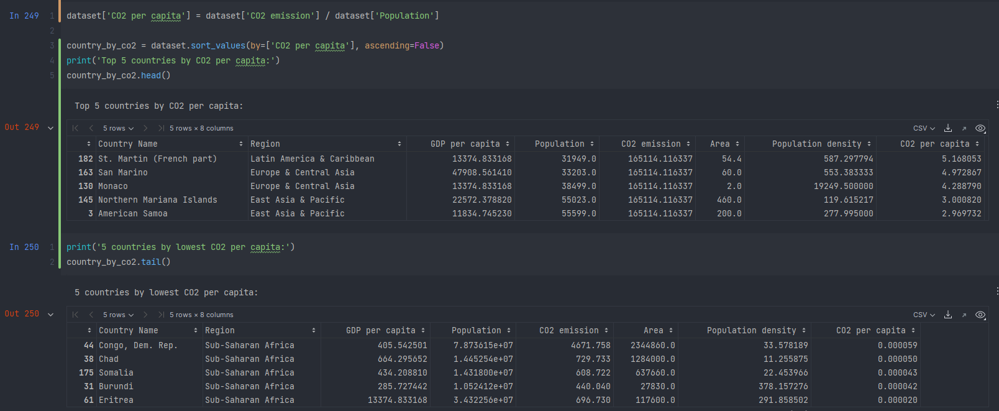 In 249 1 dataset['CO2 per capita'] = dataset['CO2 emission'] / dataset['Population']
2
3 country_by_co2 = dataset.sort_values(by=['CO2 per capita'], ascending=False)
4 print('Top 5 countries by CO2 per capita:')
5 country_by_co2.head()
Top 5 countries by CO2 per capita:
Out 249 5 rows 5 rows × 8 columns CSV
Country Name Region GDP per capita Population CO2 emission Area Population density CO2 per capita
182 St. Martin (French part) Latin America & Caribbean 13374.833168 31949.0 165114.116337 54.4 587.297794 5.168053
163 San Marino Europe & Central Asia 47908.561410 33203.0 165114.116337 60.0 553.383333 4.972867
130 Monaco Europe & Central Asia 13374.833168 38499.0 165114.116337 2.0 19249.500000 4.288790
145 Northern Mariana Islands East Asia & Pacific 22572.378820 55023.0 165114.116337 460.0 119.615217 3.000820
3 American Samoa East Asia & Pacific 11834.745230 55599.0 165114.116337 200.0 277.995000 2.969732
In 250 1 print('5 countries by lowest CO2 per capita:')
2 country_by_co2.tail()
5 countries by lowest CO2 per capita:
Out 250 5 rows 5 rows × 8 columns CSV
Country Name Region GDP per capita Population CO2 emission Area Population density CO2 per capita
44 Congo, Dem. Rep. Sub-Saharan Africa 405.542501 7.873615e+07 4671.758 2344860.0 33.578189 0.000059
38 Chad Sub-Saharan Africa 664.295652 1.445254e+07 729.733 1284000.0 11.255875 0.000050
175 Somalia Sub-Saharan Africa 434.208810 1.431800e+07 608.722 637660.0 22.453966 0.000043
31 Burundi Sub-Saharan Africa 285.727442 1.052412e+07 440.040 27830.0 378.157276 0.000042
61 Eritrea Sub-Saharan Africa 13374.833168 3.432256e+07 696.730 117600.0 291.858502 0.000020